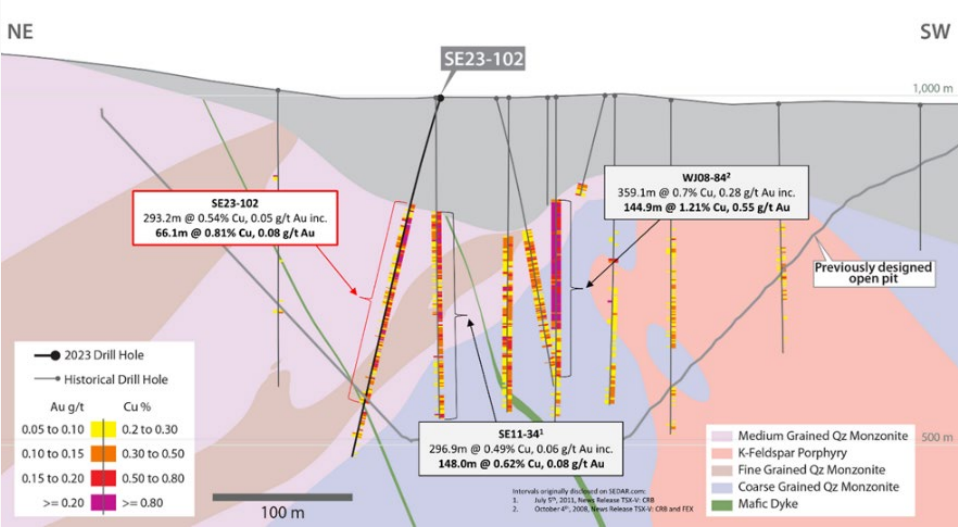 NE
SW
SE23-102
1,000 m
WJ08-84²
359.1m @ 0.7% Cu, 0.28 g/t Au inc.
144.9m @ 1.21% Cu, 0.55 g/t Au
SE23-102
293.2m @ 0.54% Cu, 0.05 g/t Au inc.
66.1m @ 0.81% Cu, 0.08 g/t Au
Previously designed
open pit
2023 Drill Hole
Historical Drill Hole
Au g/t Cu %
0.05 to 0.10 0.2 to 0.30
0.10 to 0.15 0.30 to 0.50
0.15 to 0.20 0.50 to 0.80
>= 0.20 >= 0.80
SE11-34¹
296.9m @ 0.49% Cu, 0.06 g/t Au inc.
148.0m @ 0.62% Cu, 0.08 g/t Au
500 m
Medium Grained Qz Monzonite
K-Feldspar Porphyry
Fine Grained Qz Monzonite
Coarse Grained Qz Monzonite
Mafic Dyke
100 m
Intervals originally disclosed on SEDAR.com:
1. July 5th, 2011, News Release TSX-V: CRB
2. October 4th, 2008, News Release TSX-V: CRB and FEX